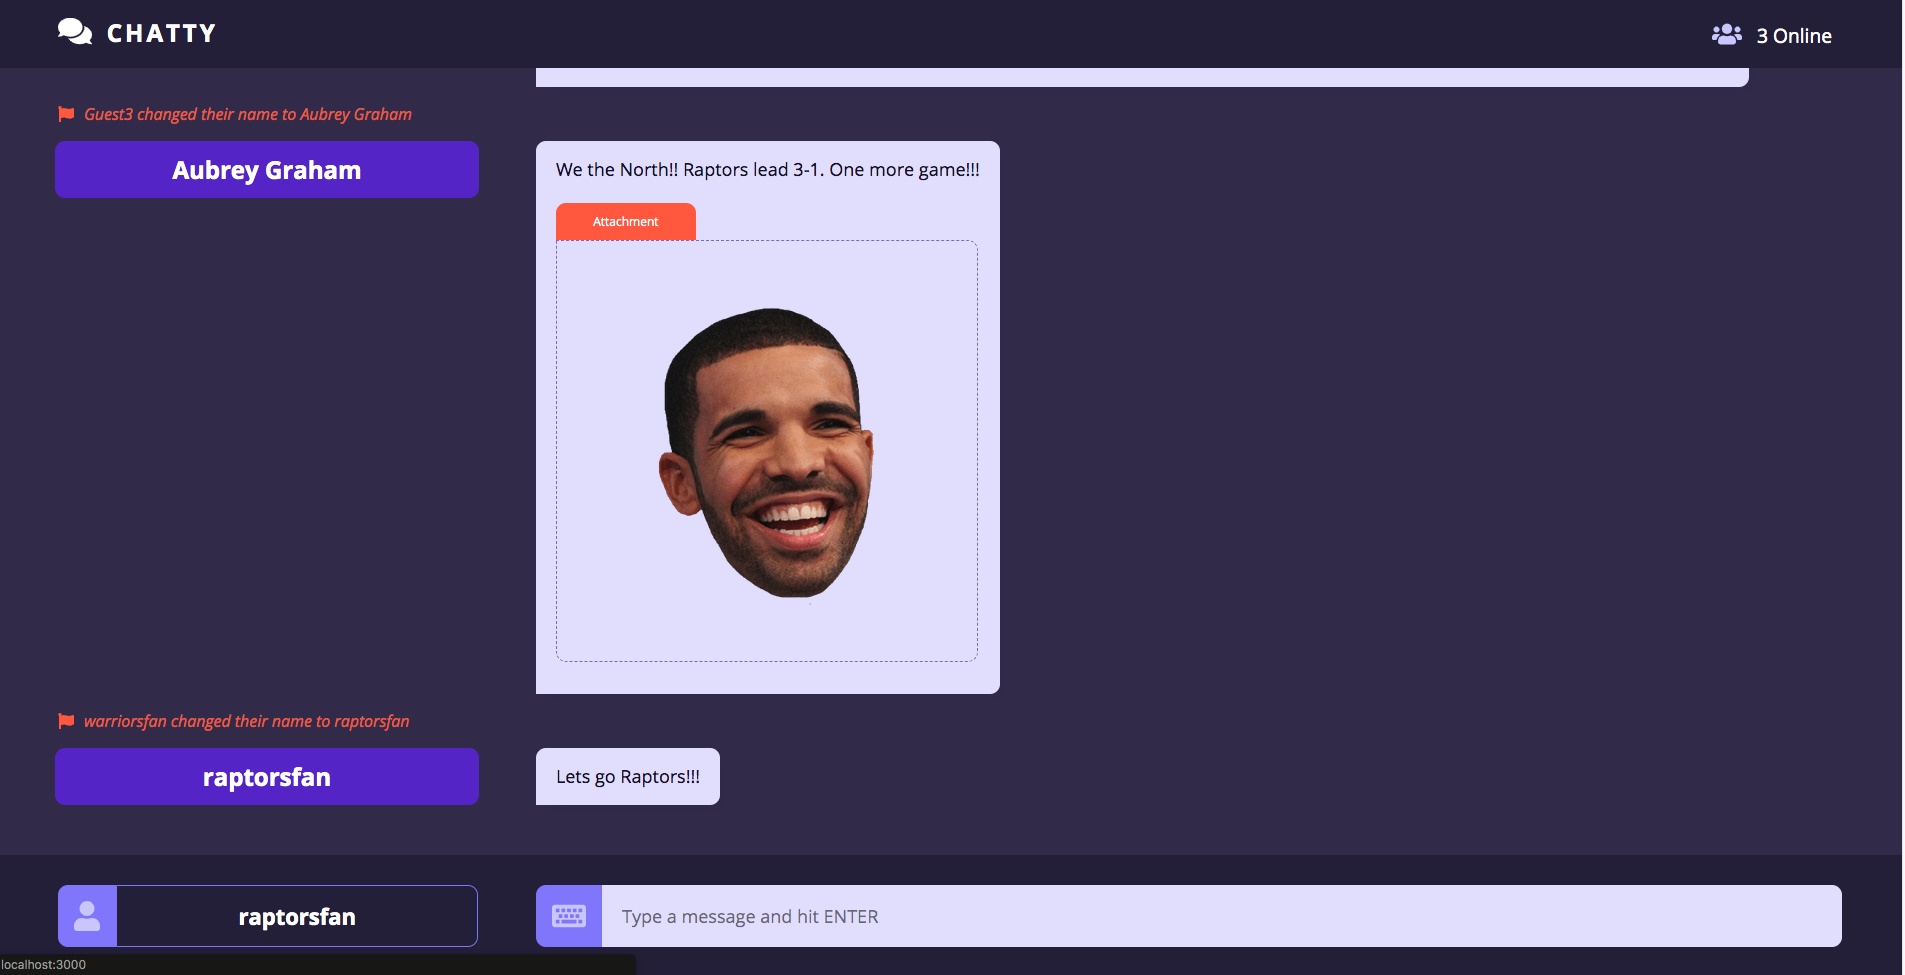 CHATTY
3 Online
Guest3 changed their name to Aubrey Graham
Aubrey Graham
We the North!! Raptors lead 3-1. One more game!!!
Attachment
warriorsfan changed their name to raptorsfan
raptorsfan
Lets go Raptors!!!
raptorsfan
Type a message and hit ENTER
localhost:3000